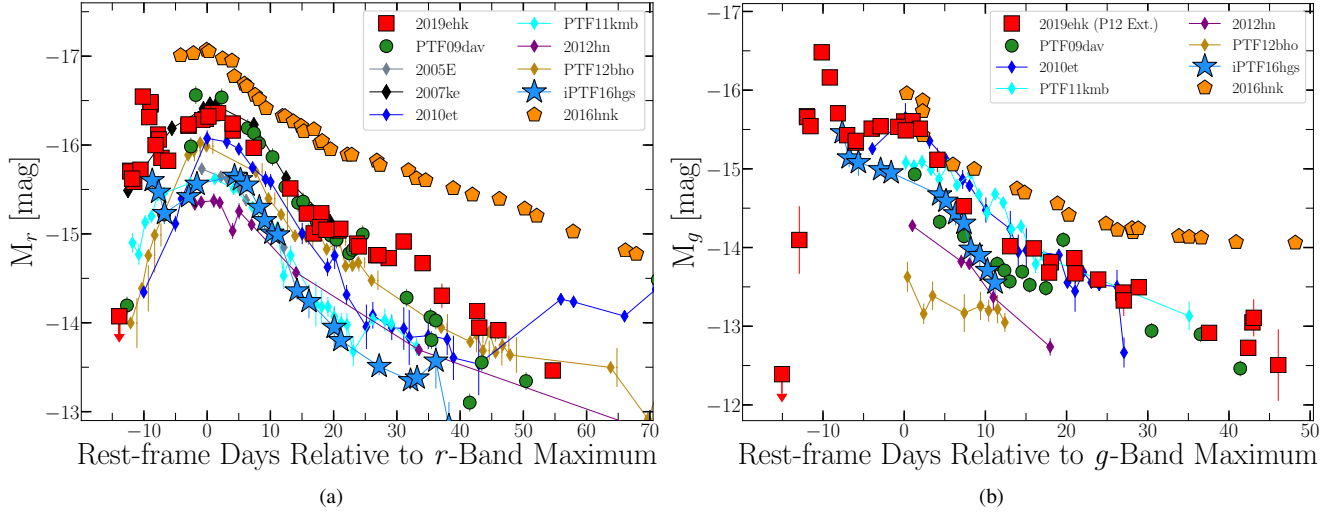 2019ehk
PTF09dav
2005E
2007ke
2010et
PTF11kmb
2012hn
PTF12bho
iPTF16hgs
2016hnk
−17
−16
−15
−14
−13
M_r [mag]
−10 0 10 20 30 40 50 60 70
Rest-frame Days Relative to r-Band Maximum
(a)
2019ehk (P12 Ext.)
PTF09dav
2010et
PTF11kmb
2012hn
PTF12bho
iPTF16hgs
2016hnk
−17
−16
−15
−14
−13
−12
M_g [mag]
−10 0 10 20 30 40 50
Rest-frame Days Relative to g-Band Maximum
(b)